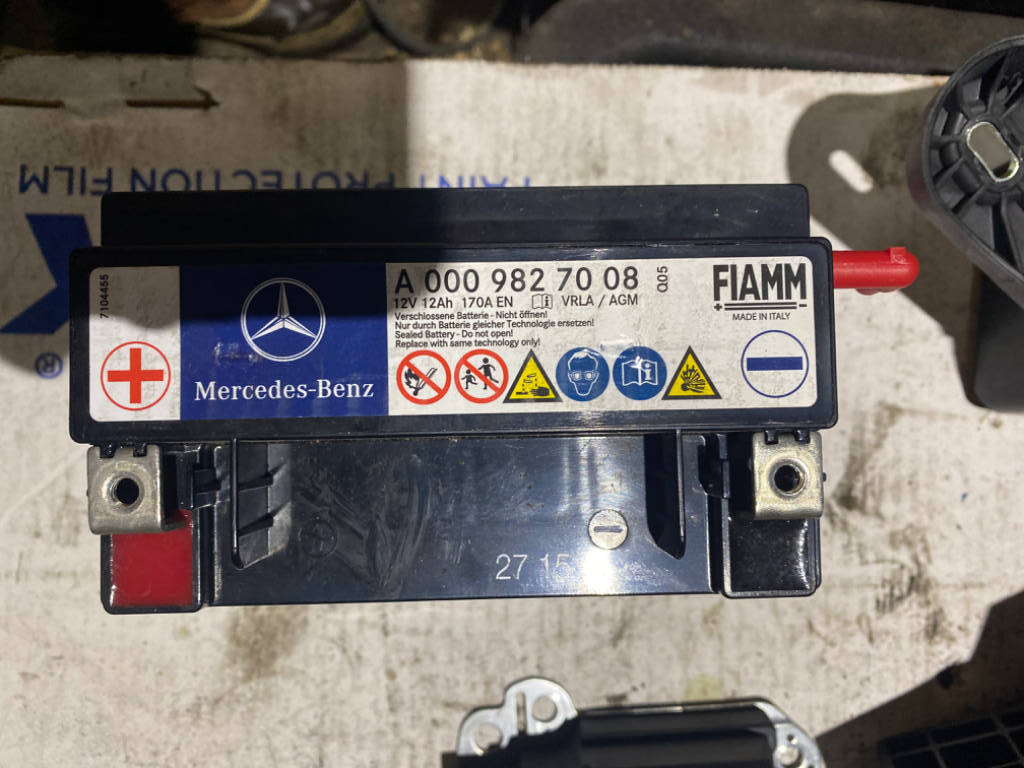 PAINT PROTECTION FILM
®
7104455
Mercedes-Benz
A 000 982 70 08
Q.05
12V 12Ah 170A EN VRLA / AGM
Verschlossene Batterie - Nicht öffnen!
Nur durch Batterie gleicher Technologie ersetzen!
Sealed Battery - Do not open!
Replace with same technology only!
FIAMM
MADE IN ITALY
27 15